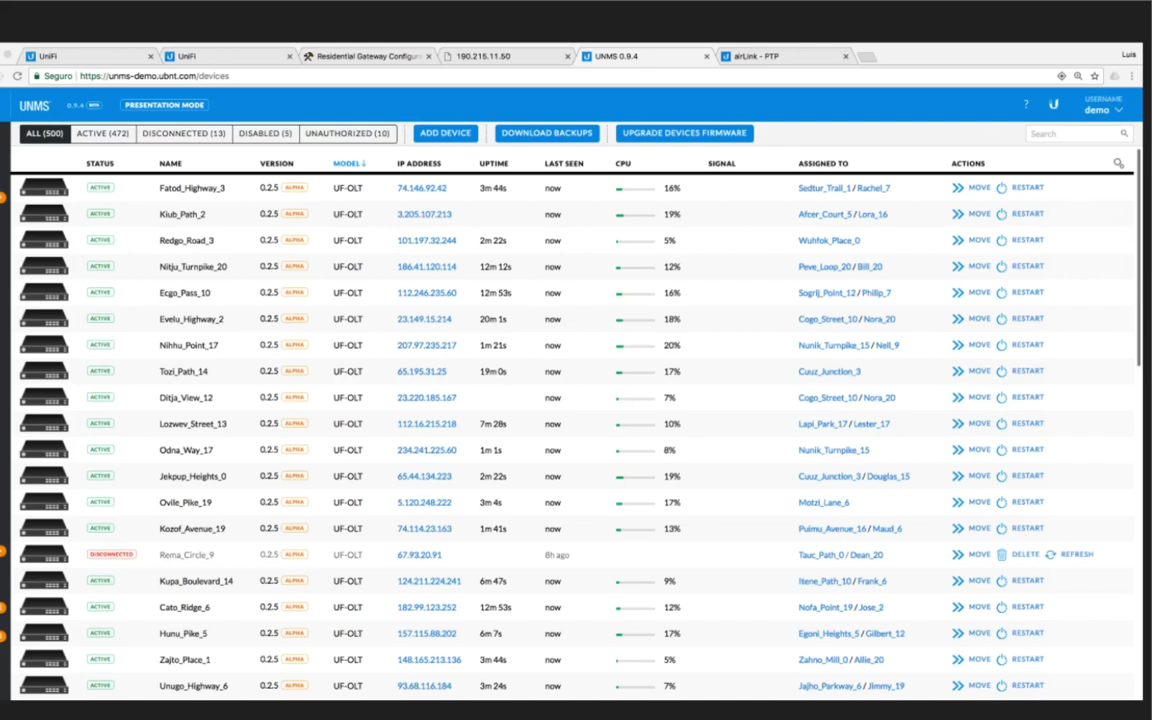 UniFi UniFi Residential Gateway Configur 190.215.11.50 UNMS 0.9.4 airLink - PTP Luis
Seguro https://unms-demo.ubnt.com/devices
UNMS 0.9.4 BETA PRESENTATION MODE ? USERNAME
demo
ALL (500) ACTIVE (472) DISCONNECTED (13) DISABLED (5) UNAUTHORIZED (10) ADD DEVICE DOWNLOAD BACKUPS UPGRADE DEVICES FIRMWARE Search
STATUS NAME VERSION MODEL↓ IP ADDRESS UPTIME LAST SEEN CPU SIGNAL ASSIGNED TO ACTIONS
ACTIVE Fatod_Highway_3 0.2.5 ALPHA UF-OLT 74.146.92.42 3m 44s now 16% Sedtur_Trail_1 / Rachel_7 MOVE RESTART
ACTIVE Kiub_Path_2 0.2.5 ALPHA UF-OLT 3.205.107.213 now 19% Afcer_Court_5 / Lora_16 MOVE RESTART
ACTIVE Redgo_Road_3 0.2.5 ALPHA UF-OLT 101.197.32.244 2m 22s now 5% Wuhfok_Place_0 MOVE RESTART
ACTIVE Nitju_Turnpike_20 0.2.5 ALPHA UF-OLT 186.41.120.114 12m 12s now 12% Peve_Loop_20 / Bill_20 MOVE RESTART
ACTIVE Ecgo_Pass_10 0.2.5 ALPHA UF-OLT 112.246.235.60 12m 53s now 16% Sogrij_Point_12 / Philip_7 MOVE RESTART
ACTIVE Evelu_Highway_2 0.2.5 ALPHA UF-OLT 23.149.15.214 20m 1s now 18% Cogo_Street_10 / Nora_20 MOVE RESTART
ACTIVE Nihhu_Point_17 0.2.5 ALPHA UF-OLT 207.97.235.217 1m 21s now 20% Nunik_Turnpike_15 / Nell_9 MOVE RESTART
ACTIVE Tozi_Path_14 0.2.5 ALPHA UF-OLT 65.195.31.25 19m 0s now 17% Cuuz_Junction_3 MOVE RESTART
ACTIVE Ditja_View_12 0.2.5 ALPHA UF-OLT 23.220.185.167 now 7% Cogo_Street_10 / Nora_20 MOVE RESTART
ACTIVE Lozwev_Street_13 0.2.5 ALPHA UF-OLT 112.16.215.218 7m 28s now 10% Lapi_Park_17 / Lester_17 MOVE RESTART
ACTIVE Odna_Way_17 0.2.5 ALPHA UF-OLT 234.241.225.60 1m 1s now 8% Nunik_Turnpike_15 MOVE RESTART
ACTIVE Jekpup_Heights_0 0.2.5 ALPHA UF-OLT 65.44.134.223 2m 22s now 19% Cuuz_Junction_3 / Douglas_15 MOVE RESTART
ACTIVE Ovile_Pike_19 0.2.5 ALPHA UF-OLT 5.120.248.222 3m 4s now 17% Motzi_Lane_6 MOVE RESTART
ACTIVE Kozof_Avenue_19 0.2.5 ALPHA UF-OLT 74.114.23.163 1m 41s now 13% Puimu_Avenue_16 / Maud_6 MOVE RESTART
DISCONNECTED Rema_Circle_9 0.2.5 ALPHA UF-OLT 67.93.20.91 8h ago Tauc_Path_0 / Dean_20 MOVE DELETE REFRESH
ACTIVE Kupa_Boulevard_14 0.2.5 ALPHA UF-OLT 124.211.224.241 6m 47s now 9% Itene_Path_10 / Frank_6 MOVE RESTART
ACTIVE Cato_Ridge_6 0.2.5 ALPHA UF-OLT 182.99.123.252 12m 53s now 12% Nofa_Point_19 / Jose_2 MOVE RESTART
ACTIVE Hunu_Pike_5 0.2.5 ALPHA UF-OLT 157.115.88.202 6m 7s now 17% Egoni_Heights_5 / Gilbert_12 MOVE RESTART
ACTIVE Zajto_Place_1 0.2.5 ALPHA UF-OLT 148.165.213.136 3m 44s now 5% Zahno_Mill_0 / Allie_20 MOVE RESTART
ACTIVE Unugo_Highway_6 0.2.5 ALPHA UF-OLT 93.68.116.184 3m 24s now 7% Jajho_Parkway_6 / Jimmy_19 MOVE RESTART